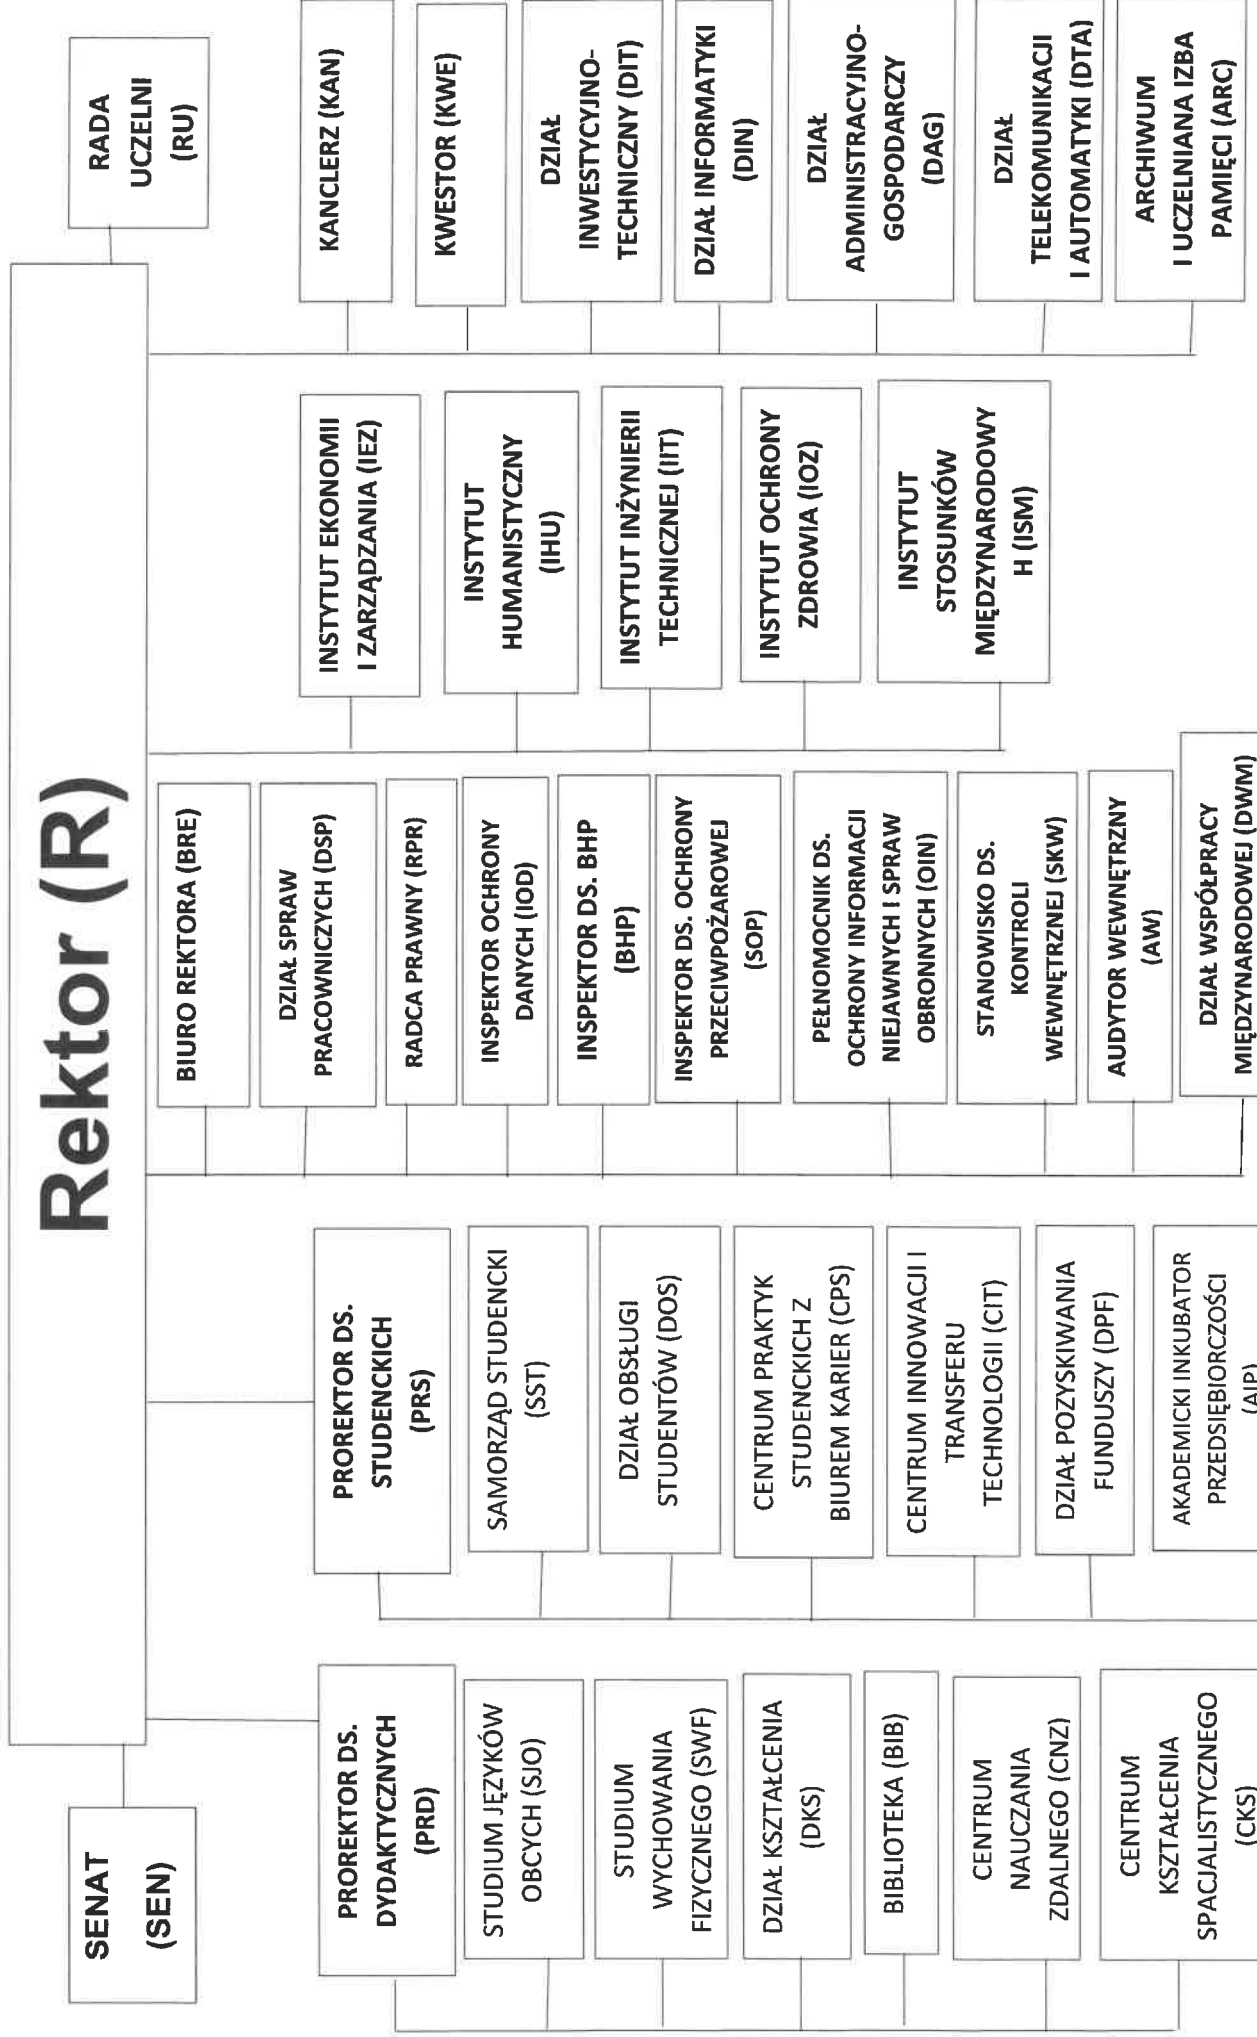 Rektor (R)
SENAT
(SEN)
RADA
UCZELNI
(RU)
PROREKTOR DS.
DYDAKTYCZNYCH
(PRD)
STUDIUM JĘZYKÓW
OBCYCH (SJO)
STUDIUM
WYCHOWANIA
FIZYCZNEGO (SWF)
DZIAŁ KSZTAŁCENIA
(DKS)
BIBLIOTEKA (BIB)
CENTRUM
NAUCZANIA
ZDALNEGO (CNZ)
CENTRUM
KSZTAŁCENIA
SPACJALISTYCZNEGO
(CKS)
PROREKTOR DS.
STUDENCKICH
(PRS)
SAMORZĄD STUDENCKI
(SST)
DZIAŁ OBSŁUGI
STUDENTÓW (DOS)
CENTRUM PRAKTYK
STUDENCKICH Z
BIUREM KARIER (CPS)
CENTRUM INNOWACJI I
TRANSFERU
TECHNOLOGII (CIT)
DZIAŁ POZYSKIWANIA
FUNDUSZY (DPF)
AKADEMICKI INKUBATOR
PRZEDSIĘBIORCZOŚCI
(AIP)
BIURO REKTORA (BRE)
DZIAŁ SPRAW
PRACOWNICZYCH (DSP)
RADCA PRAWNY (RPR)
INSPEKTOR OCHRONY
DANYCH (IOD)
INSPEKTOR DS. BHP
(BHP)
INSPEKTOR DS. OCHRONY
PRZECIWPOŻAROWEJ
(SOP)
PEŁNOMOCNIK DS.
OCHRONY INFORMACJI
NIEJAWNYCH I SPRAW
OBRONNYCH (OIN)
STANOWISKO DS.
KONTROLI
WEWNĘTRZNEJ (SKW)
AUDYTOR WEWNĘTRZNY
(AW)
DZIAŁ WSPÓŁPRACY
MIĘDZYNARODOWEJ (DWM)
INSTYTUT EKONOMII
I ZARZĄDZANIA (IEZ)
INSTYTUT
HUMANISTYCZNY
(IHU)
INSTYTUT INŻYNIERII
TECHNICZNEJ (IIT)
INSTYTUT OCHRONY
ZDROWIA (IOZ)
INSTYTUT
STOSUNKÓW
MIĘDZYNARODOWY
H (ISM)
KANCLERZ (KAN)
KWESTOR (KWE)
DZIAŁ
INWESTYCYJNO-
TECHNICZNY (DIT)
DZIAŁ INFORMATYKI
(DIN)
DZIAŁ
ADMINISTRACYJNO-
GOSPODARCZY
(DAG)
DZIAŁ
TELEKOMUNIKACJI
I AUTOMATYKI (DTA)
ARCHIWUM
I UCZELNIANA IZBA
PAMIĘCI (ARC)